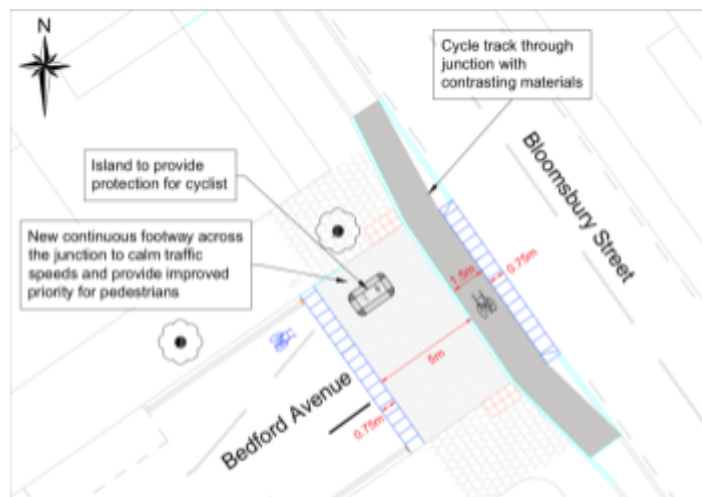 N
Cycle track through
junction with
contrasting materials
Island to provide
protection for cyclist
New continuous footway across
the junction to calm traffic
speeds and provide improved
priority for pedestrians
Bloomsbury Street
1.5m
0.75m
5m
Bedford Avenue
0.75m